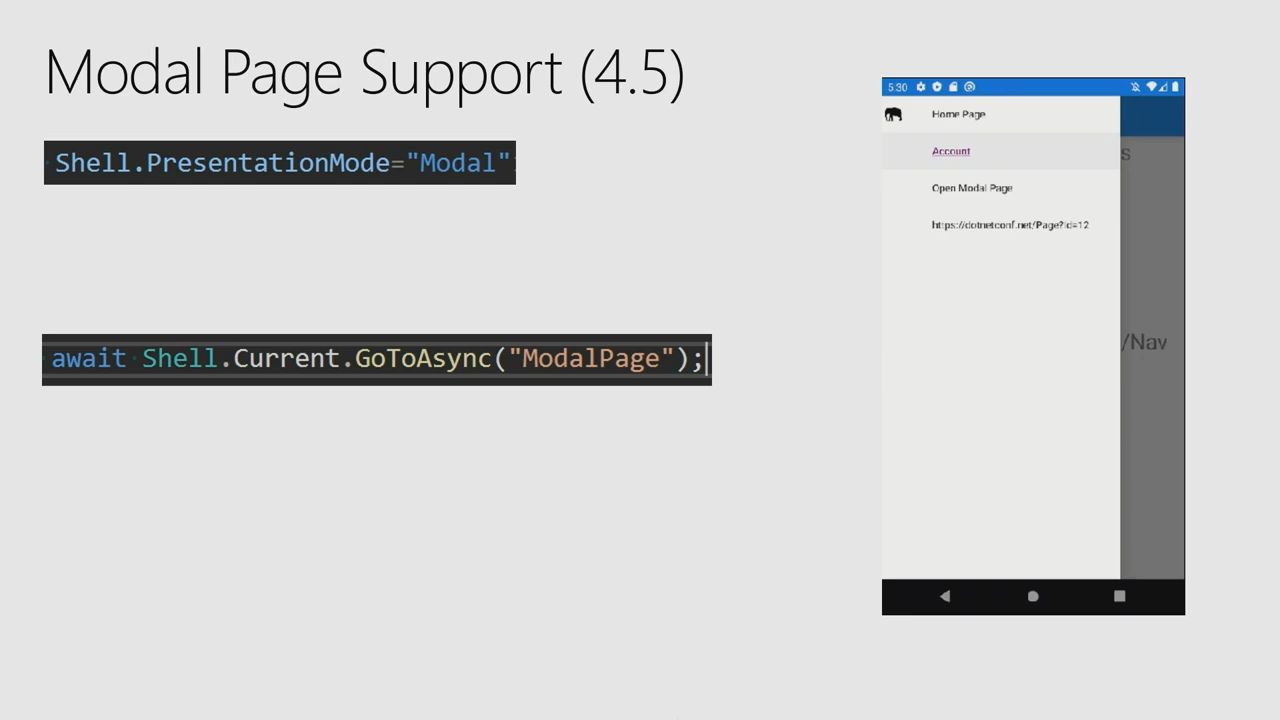 Modal Page Support (4.5)
Shell.PresentationMode="Modal"
await Shell.Current.GoToAsync("ModalPage");
5:30
Home Page
s
Account
Open Modal Page
https://dotnetconf.net/Page?id=12
/Nav